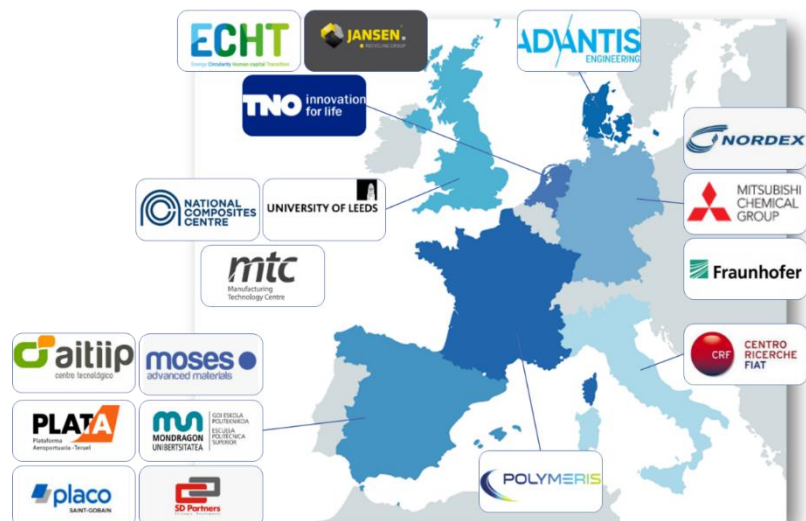 ECHT
Energy Circularity Human capital Transition
JANSEN.
RECYCLING GROUP
ADVANTIS
ENGINEERING
TNO innovation
for life
NORDEX
NATIONAL
COMPOSITES
CENTRE
UNIVERSITY OF LEEDS
MITSUBISHI
CHEMICAL
GROUP
mtc
Manufacturing
Technology Centre
Fraunhofer
aitiip
centro tecnológico
moses
advanced materials
CRF
CENTRO
RICERCHE
FIAT
PLATA
Plataforma
Aeroportuaria - Teruel
MONDRAGON
UNIBERTSITATEA
GOI ESKOLA
POLITEKNIKOA
ESCUELA
POLITÉCNICA
SUPERIOR
placo
SAINT-GOBAIN
SD Partners
POLYMERIS